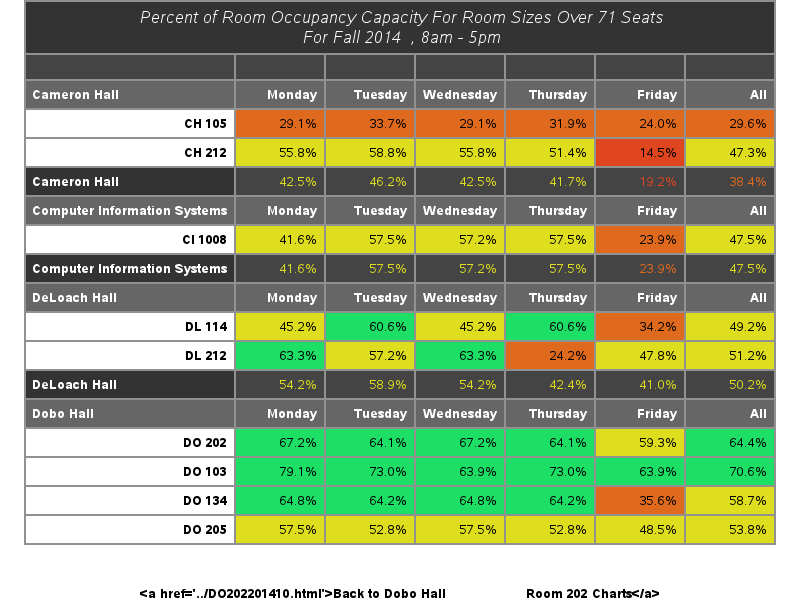 Percent of Room Occupancy Capacity For Room Sizes Over 71 Seats
For Fall 2014 , 8am - 5pm
Cameron Hall Monday Tuesday Wednesday Thursday Friday All
CH 105 29.1% 33.7% 29.1% 31.9% 24.0% 29.6%
CH 212 55.8% 58.8% 55.8% 51.4% 14.5% 47.3%
Cameron Hall 42.5% 46.2% 42.5% 41.7% 19.2% 38.4%
Computer Information Systems Monday Tuesday Wednesday Thursday Friday All
CI 1008 41.6% 57.5% 57.2% 57.5% 23.9% 47.5%
Computer Information Systems 41.6% 57.5% 57.2% 57.5% 23.9% 47.5%
DeLoach Hall Monday Tuesday Wednesday Thursday Friday All
DL 114 45.2% 60.6% 45.2% 60.6% 34.2% 49.2%
DL 212 63.3% 57.2% 63.3% 24.2% 47.8% 51.2%
DeLoach Hall 54.2% 58.9% 54.2% 42.4% 41.0% 50.2%
Dobo Hall Monday Tuesday Wednesday Thursday Friday All
DO 202 67.2% 64.1% 67.2% 64.1% 59.3% 64.4%
DO 103 79.1% 73.0% 63.9% 73.0% 63.9% 70.6%
DO 134 64.8% 64.2% 64.8% 64.2% 35.6% 58.7%
DO 205 57.5% 52.8% 57.5% 52.8% 48.5% 53.8%
<a href='../DO202201410.html'>Back to Dobo Hall Room 202 Charts</a>